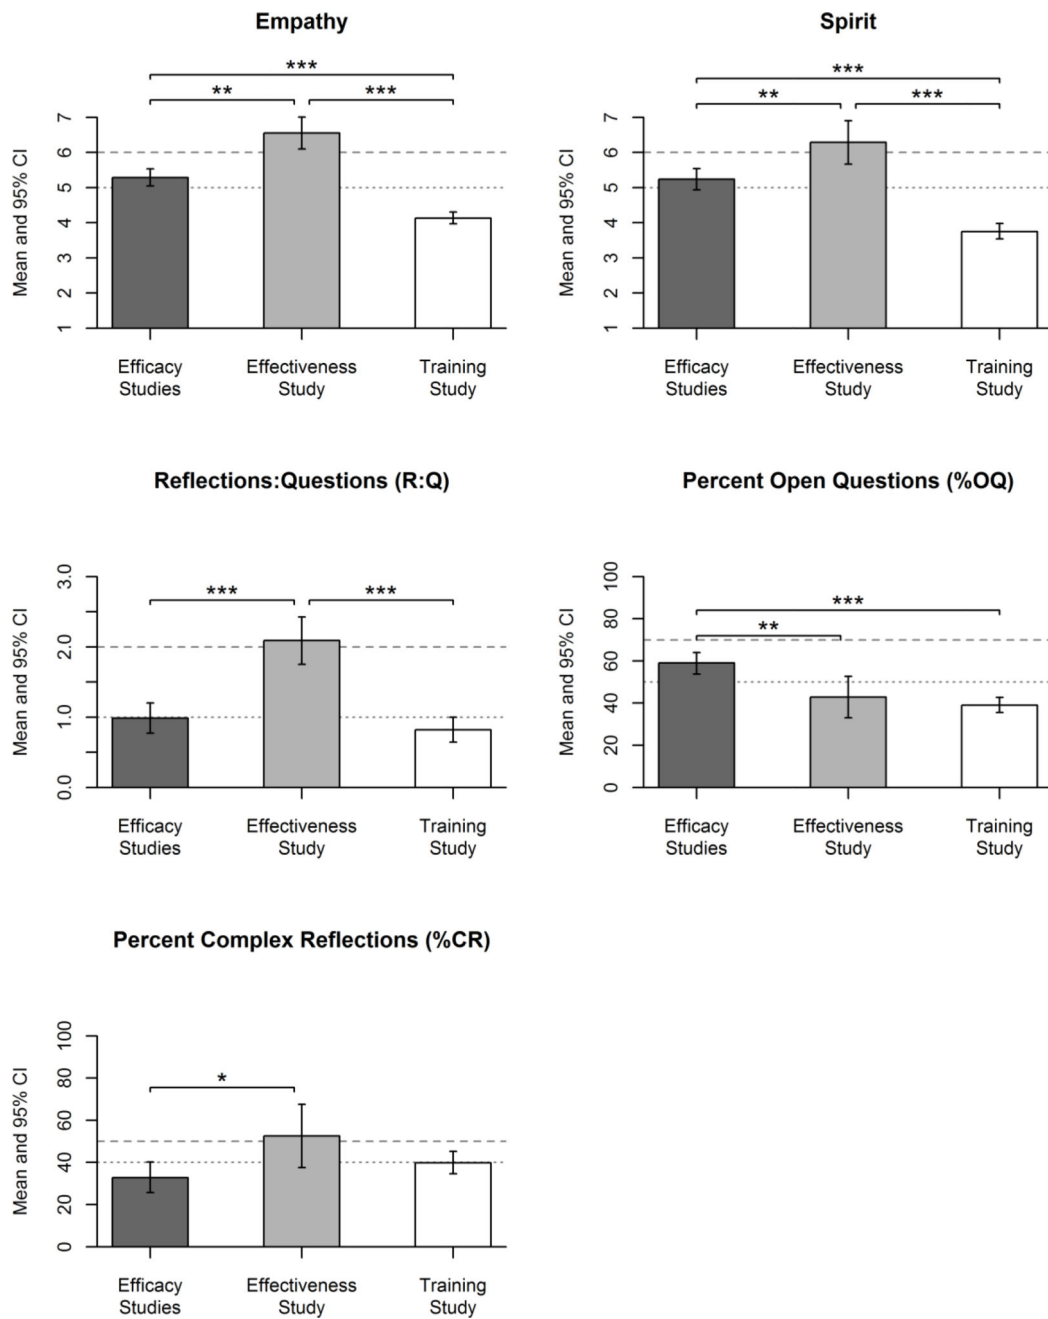 Empathy
***
**
***
Mean and 95% CI
7
6
5
4
3
2
1
Efficacy Studies
Effectiveness Study
Training Study
Spirit
***
**
***
Mean and 95% CI
7
6
5
4
3
2
1
Efficacy Studies
Effectiveness Study
Training Study
Reflections:Questions (R:Q)
***
***
Mean and 95% CI
3.0
2.0
1.0
0.0
Efficacy Studies
Effectiveness Study
Training Study
Percent Open Questions (%OQ)
***
**
Mean and 95% CI
100
80
60
40
20
0
Efficacy Studies
Effectiveness Study
Training Study
Percent Complex Reflections (%CR)
*
Mean and 95% CI
100
80
60
40
20
0
Efficacy Studies
Effectiveness Study
Training Study